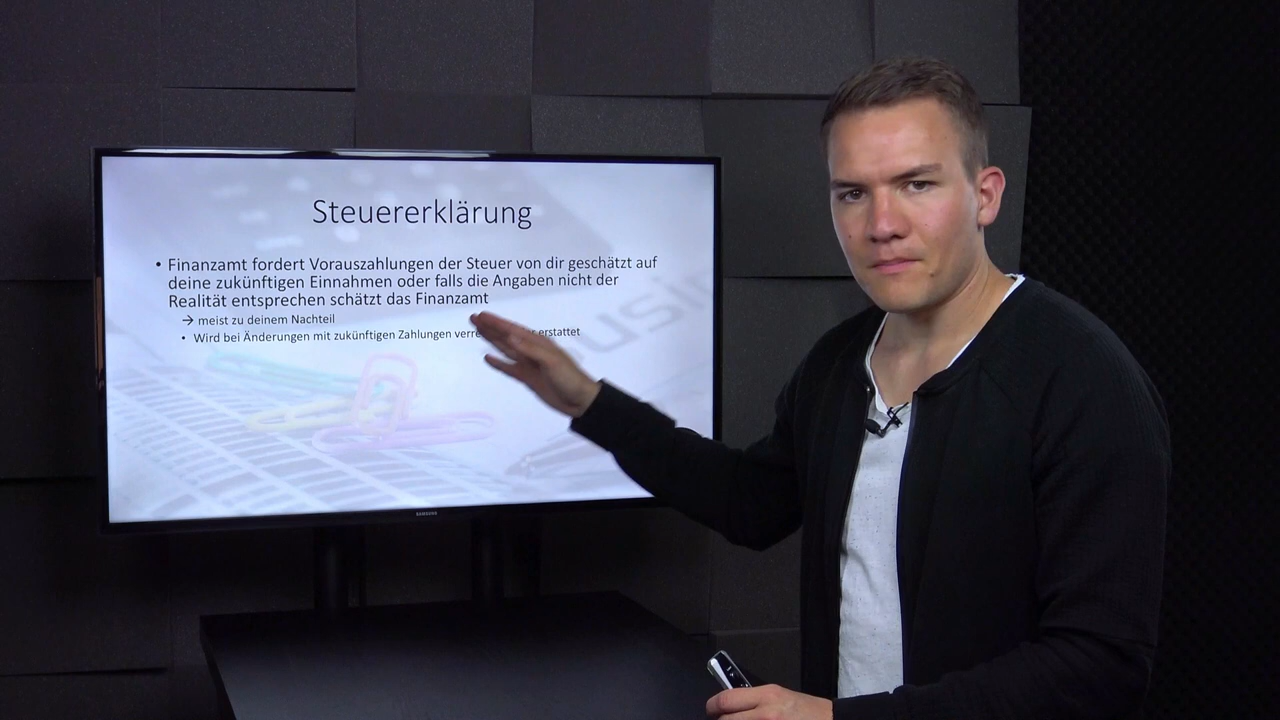 Steuererklärung
• Finanzamt fordert Vorauszahlungen der Steuer von dir geschätzt auf
deine zukünftigen Einnahmen oder falls die Angaben nicht der
Realität entsprechen schätzt das Finanzamt
→ meist zu deinem Nachteil
• Wird bei Änderungen mit zukünftigen Zahlungen erstattet
SAMSUNG